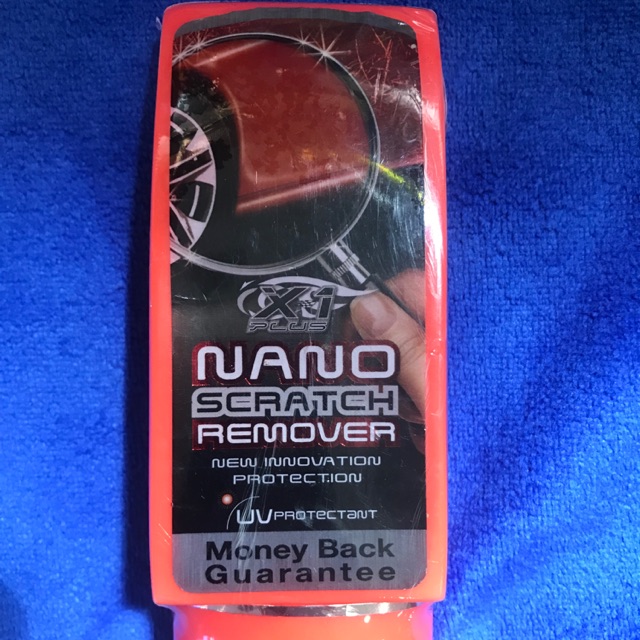 X-1
PLUS
NANO
SCRATCH
REMOVER
NEW INNOVATION
PROTECTION
UV PROTECTANT
Money Back
Guarantee